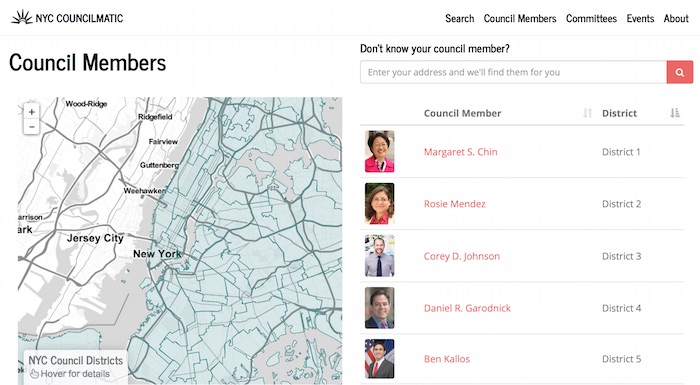 NYC COUNCILMATIC
Search Council Members Committees Events About
Council Members
Don't know your council member?
Enter your address and we'll find them for you
+
−
Wood-Ridge
Ridgefield
Fairview
Guttenberg
Weehawken
arrison
ark
Jersey City
New York
NYC Council Districts
Hover for details
Council Member District
Margaret S. Chin District 1
Rosie Mendez District 2
Corey D. Johnson District 3
Daniel R. Garodnick District 4
Ben Kallos District 5